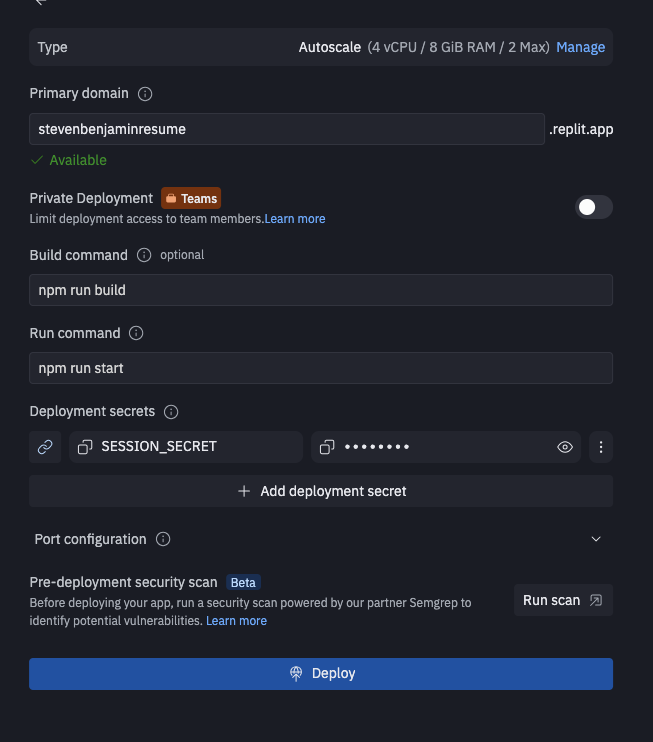 Type Autoscale (4 vCPU / 8 GiB RAM / 2 Max) Manage
Primary domain
stevenbenjaminresume .replit.app
Available
Private Deployment Teams
Limit deployment access to team members.Learn more
Build command optional
npm run build
Run command
npm run start
Deployment secrets
SESSION_SECRET ••••••••
Add deployment secret
Port configuration
Pre-deployment security scan Beta
Before deploying your app, run a security scan powered by our partner Semgrep to
identify potential vulnerabilities. Learn more
Run scan
Deploy